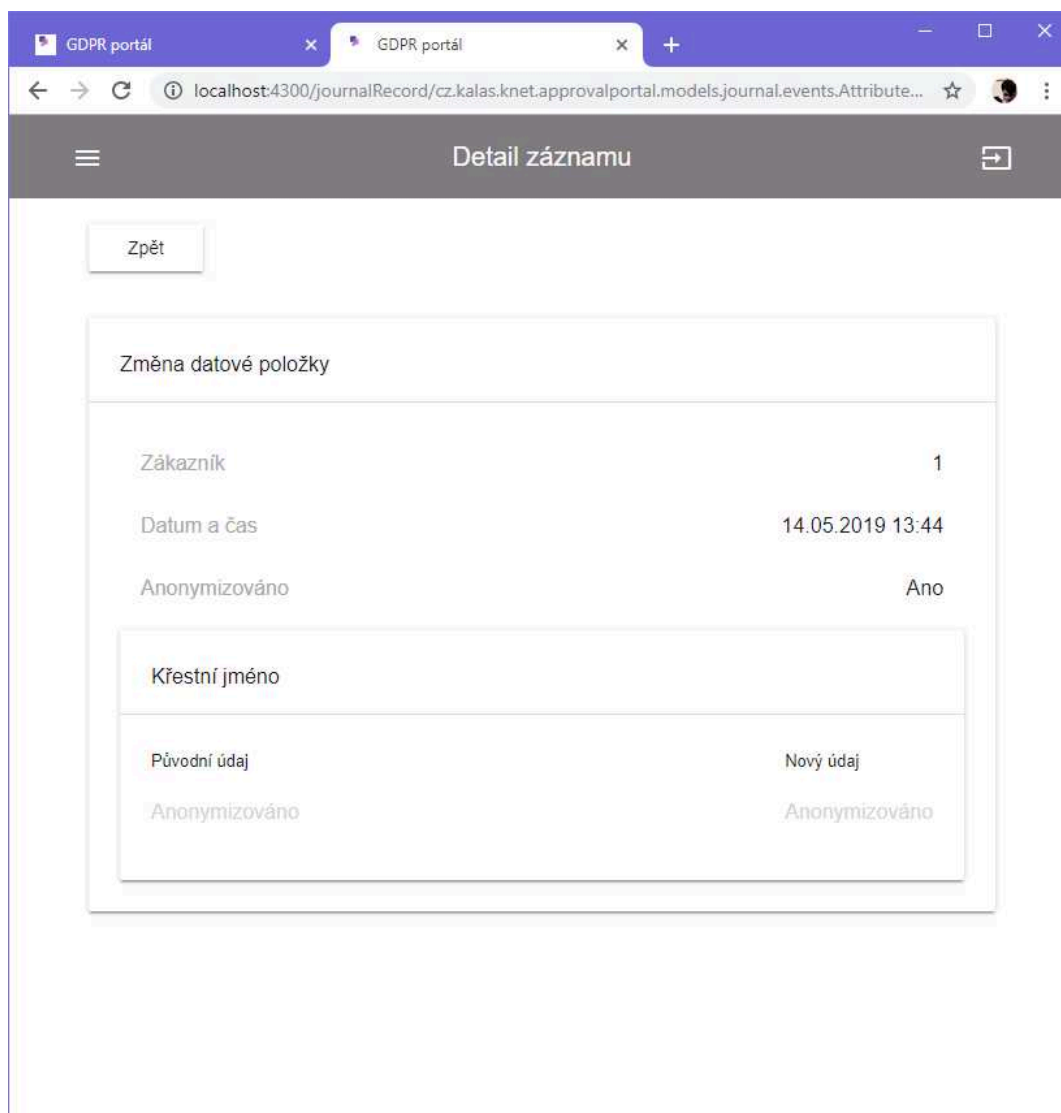 GDPR portál
GDPR portál
localhost:4300/journalRecord/cz.kalas.knet.approvalportal.models.journal.events.Attribute...
Detail záznamu
Zpět
Změna datové položky
Zákazník 1
Datum a čas 14.05.2019 13:44
Anonymizováno Ano
Křestní jméno
Původní údaj Nový údaj
Anonymizováno Anonymizováno